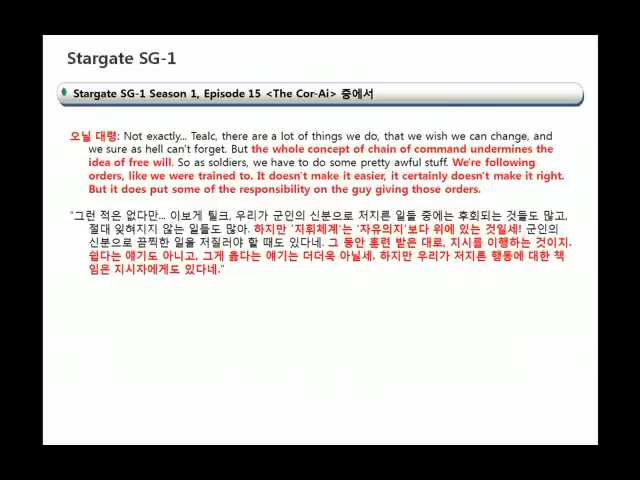 Stargate SG-1
Stargate SG-1 Season 1, Episode 15 <The Cor-Ai> 중에서
오닐 대령: Not exactly... Tealc, there are a lot of things we do, that we wish we can change, and
we sure as hell can't forget. But the whole concept of chain of command undermines the
idea of free will. So as soldiers, we have to do some pretty awful stuff. We're following
orders, like we were trained to. It doesn't make it easier, it certainly doesn't make it right.
But it does put some of the responsibility on the guy giving those orders.
"그런 적은 없다만... 이보게 틸크, 우리가 군인의 신분으로 저지른 일들 중에는 후회되는 것들도 많고,
절대 잊혀지지 않는 일들도 많아. 하지만 '지휘체계'는 '자유의지'보다 위에 있는 것일세! 군인의
신분으로 끔찍한 일을 저질러야 할 때도 있다네. 그 동안 훈련 받은 대로, 지시를 이행하는 것이지.
쉽다는 얘기도 아니고, 그게 옳다는 얘기는 더더욱 아닐세. 하지만 우리가 저지른 행동에 대한 책
임은 지시자에게도 있다네."